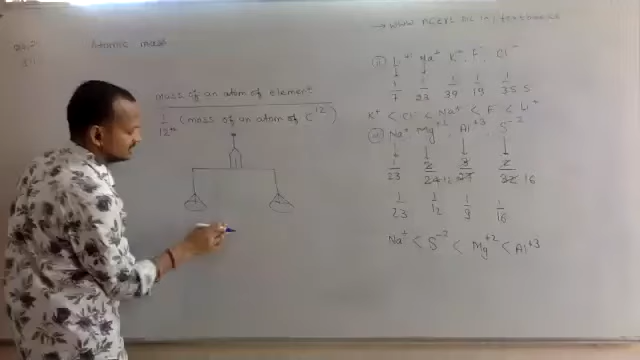 Atomic mass
mass of an atom of element
1/12th (mass of an atom of C¹²)
Li⁺ Na⁺ K⁺ F⁻ Cl⁻
1/7 1/23 1/39 1/19 1/35.5
K⁺ < Cl⁻ < Na⁺ < F⁻ < Li⁺
Na⁺ Mg⁺² Al⁺³ S⁻²
1/23 2/24 12 3/27 2/32 16
1/23 1/12 1/9 1/16
Na⁺ < S⁻² < Mg⁺² < Al⁺³